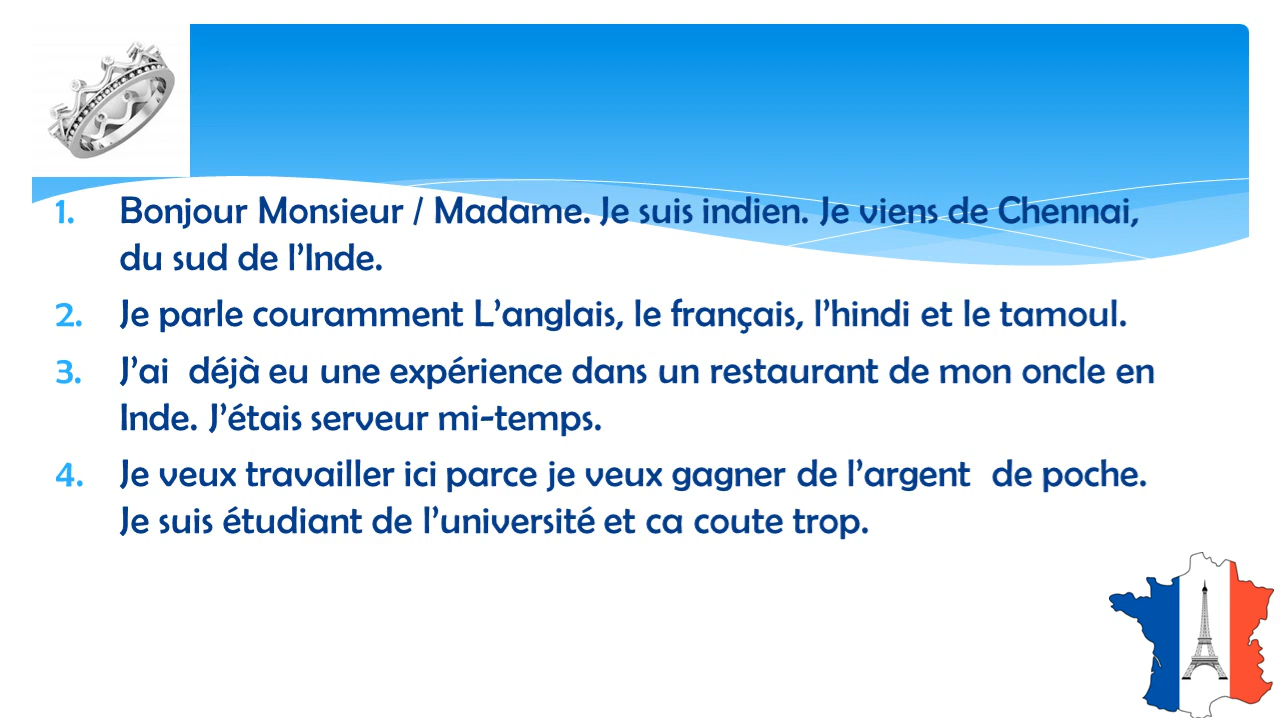 1. Bonjour Monsieur / Madame. Je suis indien. Je viens de Chennai,
du sud de l’Inde.
2. Je parle couramment L’anglais, le français, l’hindi et le tamoul.
3. J’ai  déjà eu une expérience dans un restaurant de mon oncle en
Inde. J’étais serveur mi-temps.
4. Je veux travailler ici parce je veux gagner de l’argent  de poche.
Je suis étudiant de l’université et ca coute trop.